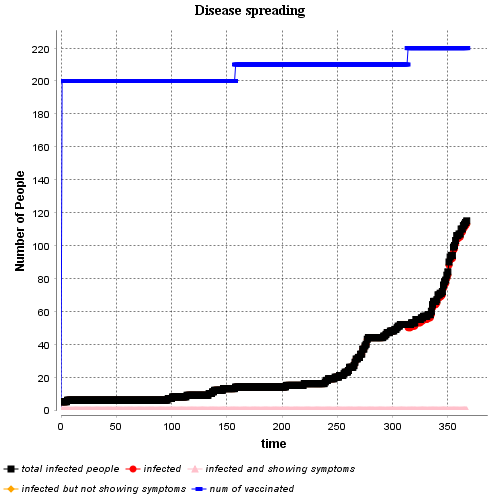 Disease spreading
220
200
180
160
140
120
100
80
60
40
20
0
Number of People
0 50 100 150 200 250 300 350
time
total infected people infected infected and showing symptoms
infected but not showing symptoms num of vaccinated